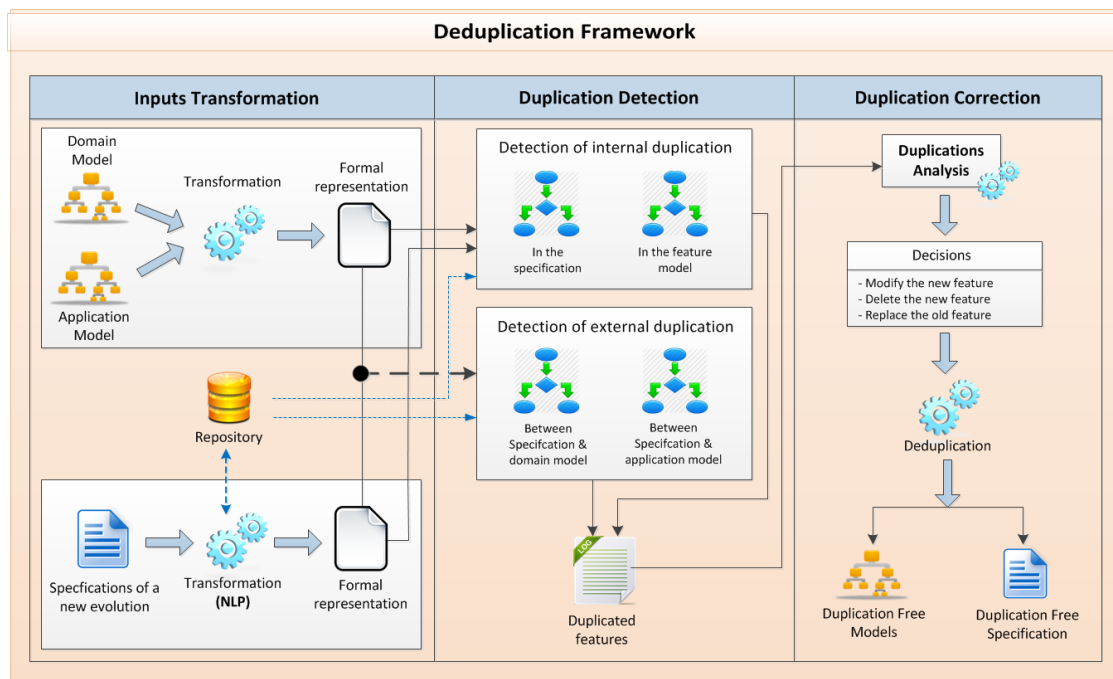 Deduplication Framework
Inputs Transformation
Domain
Model
Transformation
Formal
representation
Application
Model
Repository
Specfications of a
new evolution
Transformation
(NLP)
Formal
representation
Duplication Detection
Detection of internal duplication
In the
specification
In the feature
model
Detection of external duplication
Between
Specifcation &
domain model
Between
Specifcation &
application model
LOG
Duplicated
features
Duplication Correction
Duplications
Analysis
Decisions
- Modify the new feature
- Delete the new feature
- Replace the old feature
Deduplication
Duplication Free
Models
Duplication Free
Specification